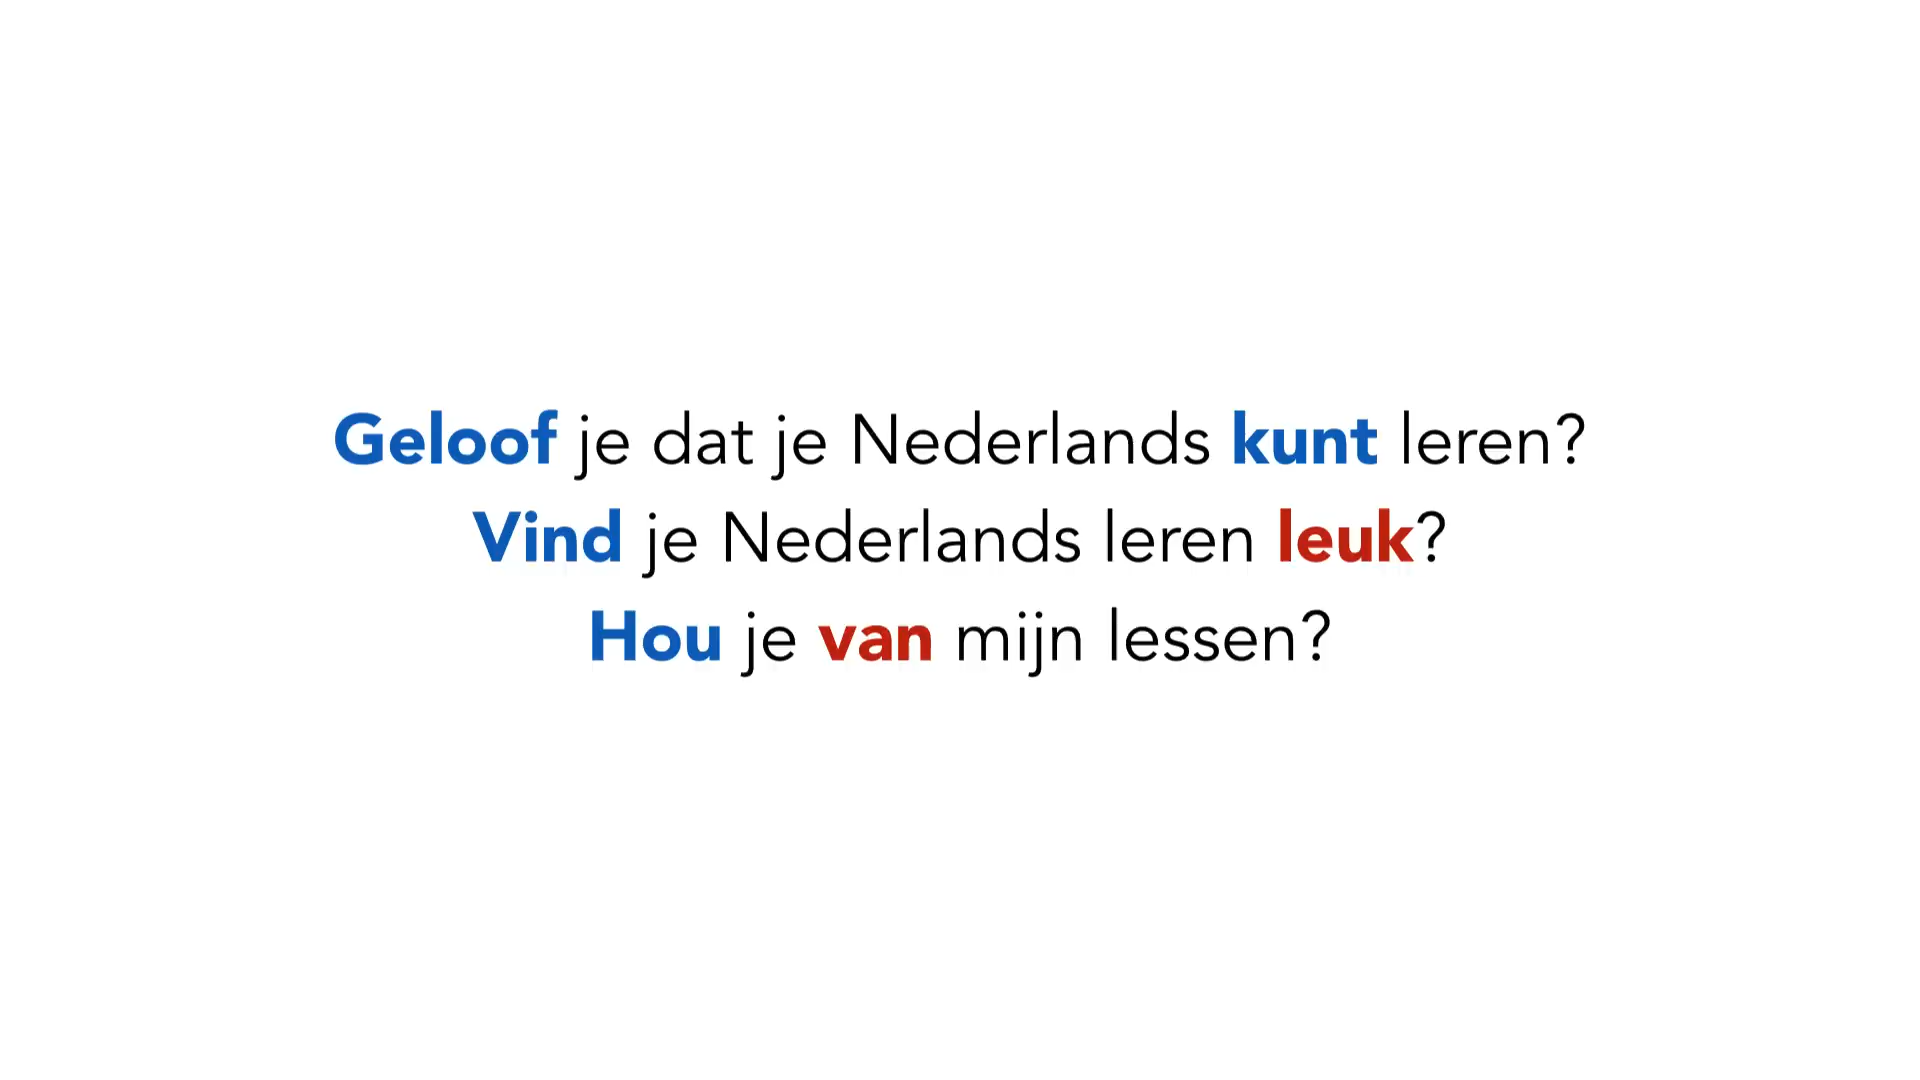 Geloof je dat je Nederlands kunt leren?
Vind je Nederlands leren leuk?
Hou je van mijn lessen?